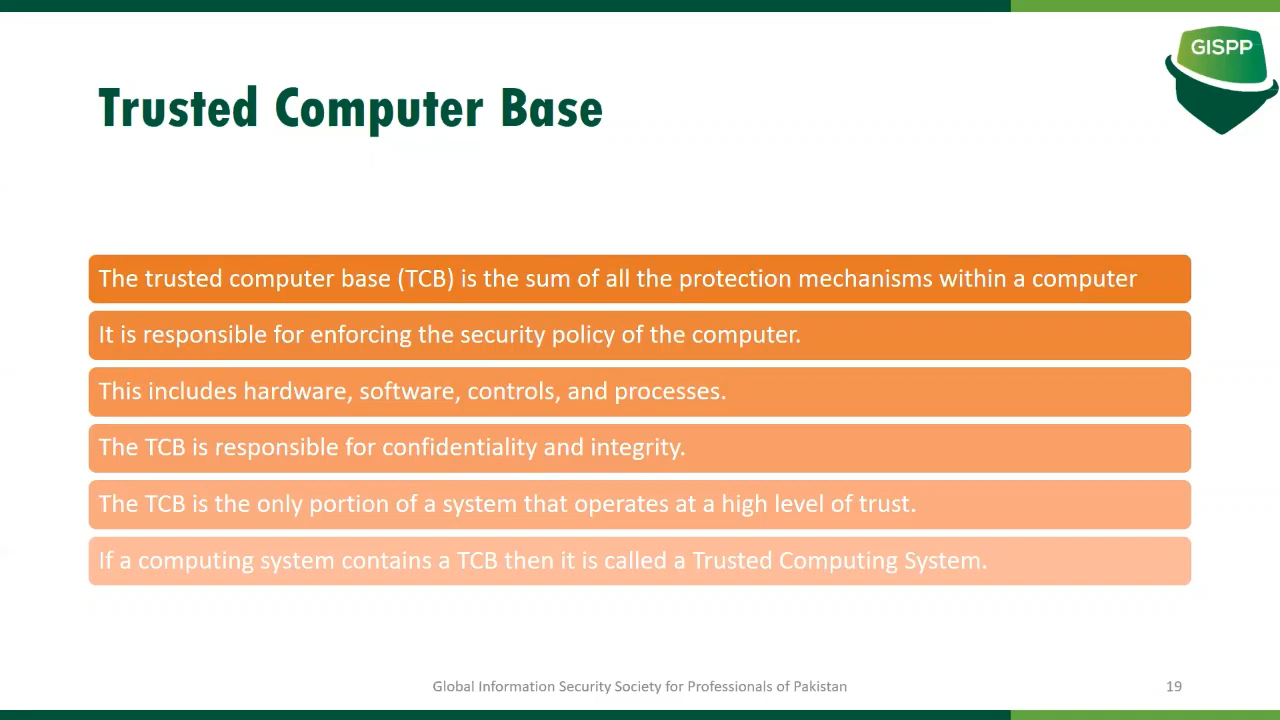 GISPP
Trusted Computer Base
The trusted computer base (TCB) is the sum of all the protection mechanisms within a computer
It is responsible for enforcing the security policy of the computer.
This includes hardware, software, controls, and processes.
The TCB is responsible for confidentiality and integrity.
The TCB is the only portion of a system that operates at a high level of trust.
If a computing system contains a TCB then it is called a Trusted Computing System.
Global Information Security Society for Professionals of Pakistan
19